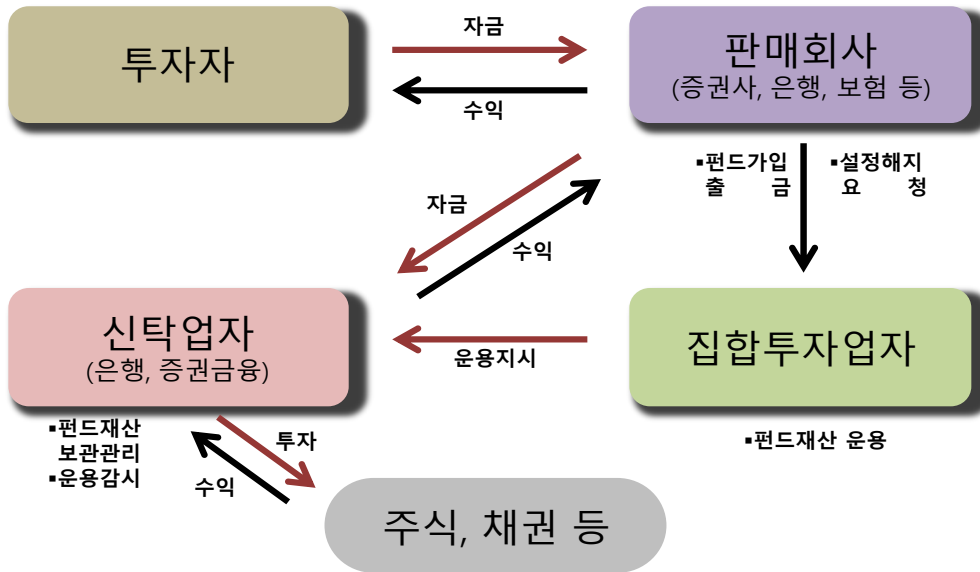 투자자
자금
수익
판매회사
(증권사, 은행, 보험 등)
▪펀드가입
출 금
▪설정해지
요 청
자금
수익
신탁업자
(은행, 증권금융)
운용지시
집합투자업자
▪펀드재산
보관관리
▪운용감시
투자
수익
▪펀드재산 운용
주식, 채권 등